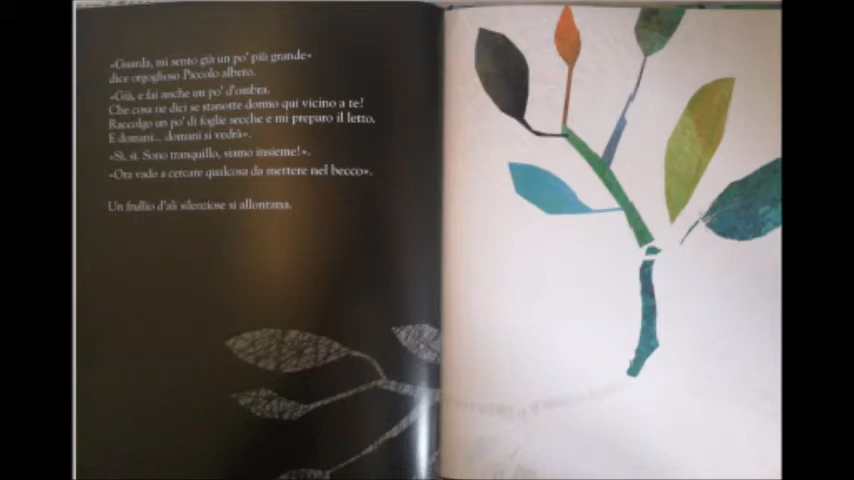 «Guarda, mi sento già un po' più grande»
dice orgoglioso Piccolo albero.
«Già, e fai anche un po' d'ombra.
Che cosa ne dici se stanotte dormo qui vicino a te!
Raccolgo un po' di foglie secche e mi preparo il letto.
E domani... domani si vedrà».
«Sì, sì. Sono tranquillo, siamo insieme!».
«Ora vado a cercare qualcosa da mettere nel becco».
Un frullio d'ali silenziose si allontana.